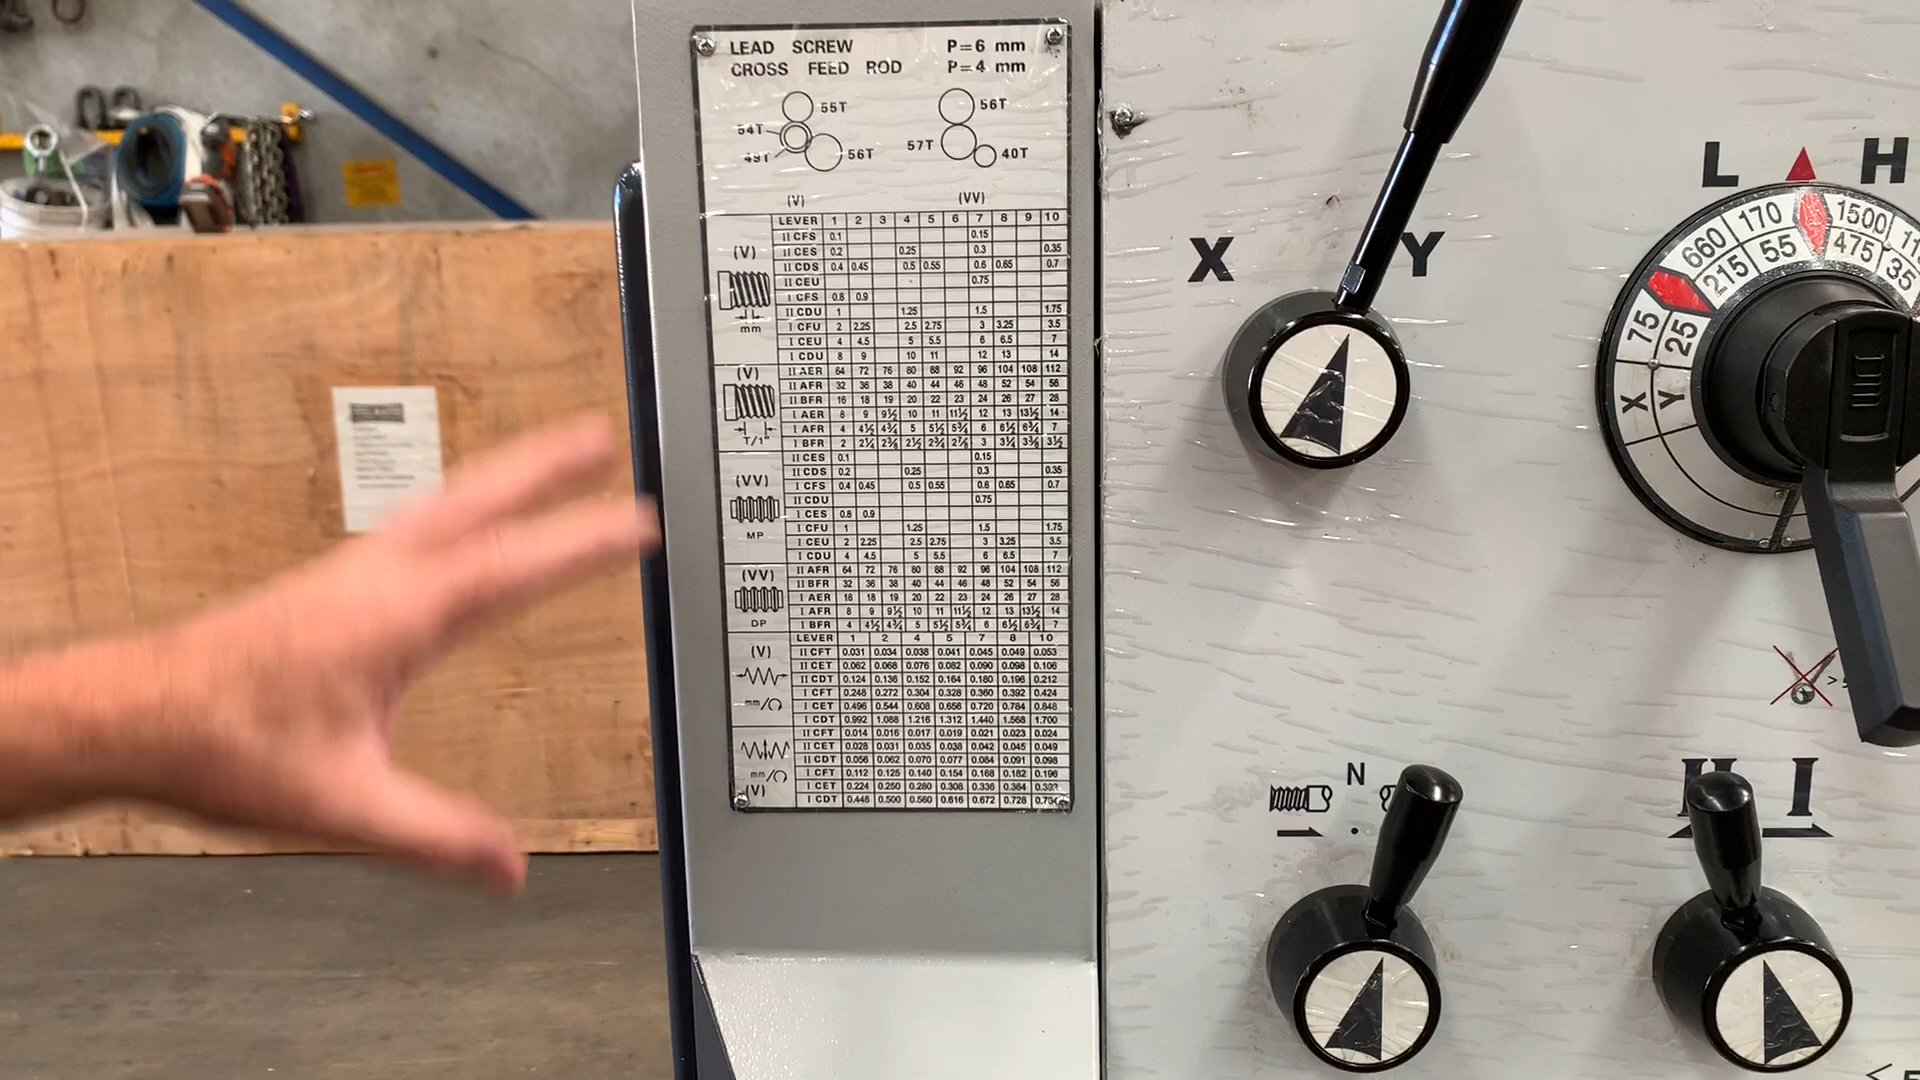 LEAD SCREW P=6 mm
CROSS FEED ROD P=4 mm
55T 56T
54T
57T
49T 56T 40T
(V) (VV)
LEVER 1 2 3 4 5 6 7 8 9 10
(V)
mm
II CFS 0.1 0.15
II CES 0.2 0.25 0.3 0.35
II CDS 0.4 0.45 0.5 0.55 0.6 0.65 0.7
II CEU 0.75
I CFS 0.8 0.9
II CDU 1 1.25 1.5 1.75
I CFU 2 2.25 2.5 2.75 3 3.25 3.5
I CEU 4 4.5 5 5.5 6 6.5 7
I CDU 8 9 10 11 12 13 14
(V)
T/1"
II AER 64 72 76 80 88 92 96 104 108 112
II AFR 32 36 38 40 44 46 48 52 54 56
II BFR 16 18 19 20 22 23 24 26 27 28
I AER 8 9 9½ 10 11 11½ 12 13 13½ 14
I AFR 4 4½ 4¾ 5 5½ 5¾ 6 6½ 6¾ 7
I BFR 2 2¼ 2⅜ 2½ 2¾ 2⅞ 3 3¼ 3⅜ 3½
(VV)
MP
II CES 0.1 0.15
II CDS 0.2 0.25 0.3 0.35
I CFS 0.4 0.45 0.5 0.55 0.6 0.65 0.7
II CDU 0.75
I CES 0.8 0.9
I CFU 1 1.25 1.5 1.75
I CEU 2 2.25 2.5 2.75 3 3.25 3.5
I CDU 4 4.5 5 5.5 6 6.5 7
(VV)
DP
II AFR 64 72 76 80 88 92 96 104 108 112
II BFR 32 36 38 40 44 46 48 52 54 56
I AER 16 18 19 20 22 23 24 26 27 28
I AFR 8 9 9½ 10 11 11½ 12 13 13½ 14
I BFR 4 4½ 4¾ 5 5½ 5¾ 6 6½ 6¾ 7
LEVER 1 2 4 5 7 8 10
(V)
mm/
II CFT 0.031 0.034 0.038 0.041 0.045 0.049 0.053
II CET 0.062 0.068 0.076 0.082 0.090 0.098 0.106
II CDT 0.124 0.136 0.152 0.164 0.180 0.196 0.212
I CFT 0.248 0.272 0.304 0.328 0.360 0.392 0.424
I CET 0.496 0.544 0.608 0.656 0.720 0.784 0.848
I CDT 0.992 1.088 1.216 1.312 1.440 1.568 1.700
mm/
(V)
II CFT 0.014 0.016 0.017 0.019 0.021 0.023 0.024
II CET 0.028 0.031 0.035 0.038 0.042 0.045 0.049
II CDT 0.056 0.062 0.070 0.077 0.084 0.091 0.098
I CFT 0.112 0.125 0.140 0.154 0.168 0.182 0.196
I CET 0.224 0.250 0.280 0.308 0.336 0.364
I CDT 0.448 0.500 0.560 0.616 0.672 0.728
X Y
L H
75 660 170 1500
25 215 55 475 35
X Y
N
II I